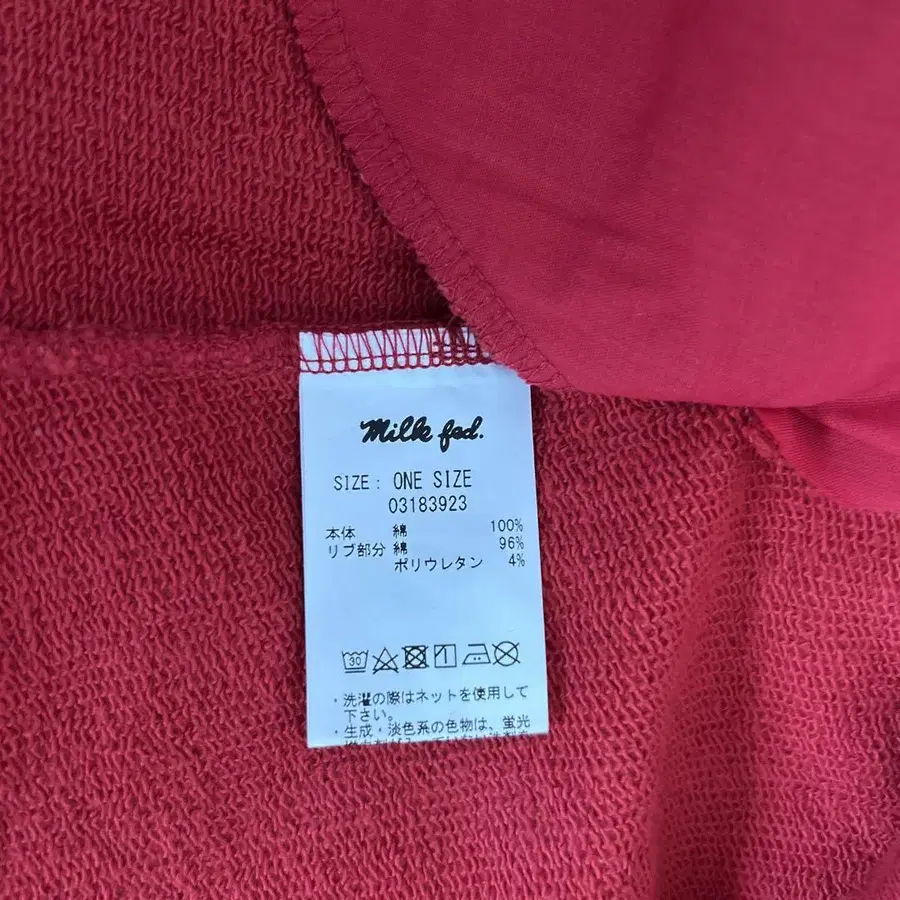 Milk fed.
SIZE : ONE SIZE
03183923
本体 綿 100%
リブ部分 綿 96%
ポリウレタン 4%
30
・洗濯の際はネットを使用して
下さい。
・生成・淡色系の色物は、蛍光